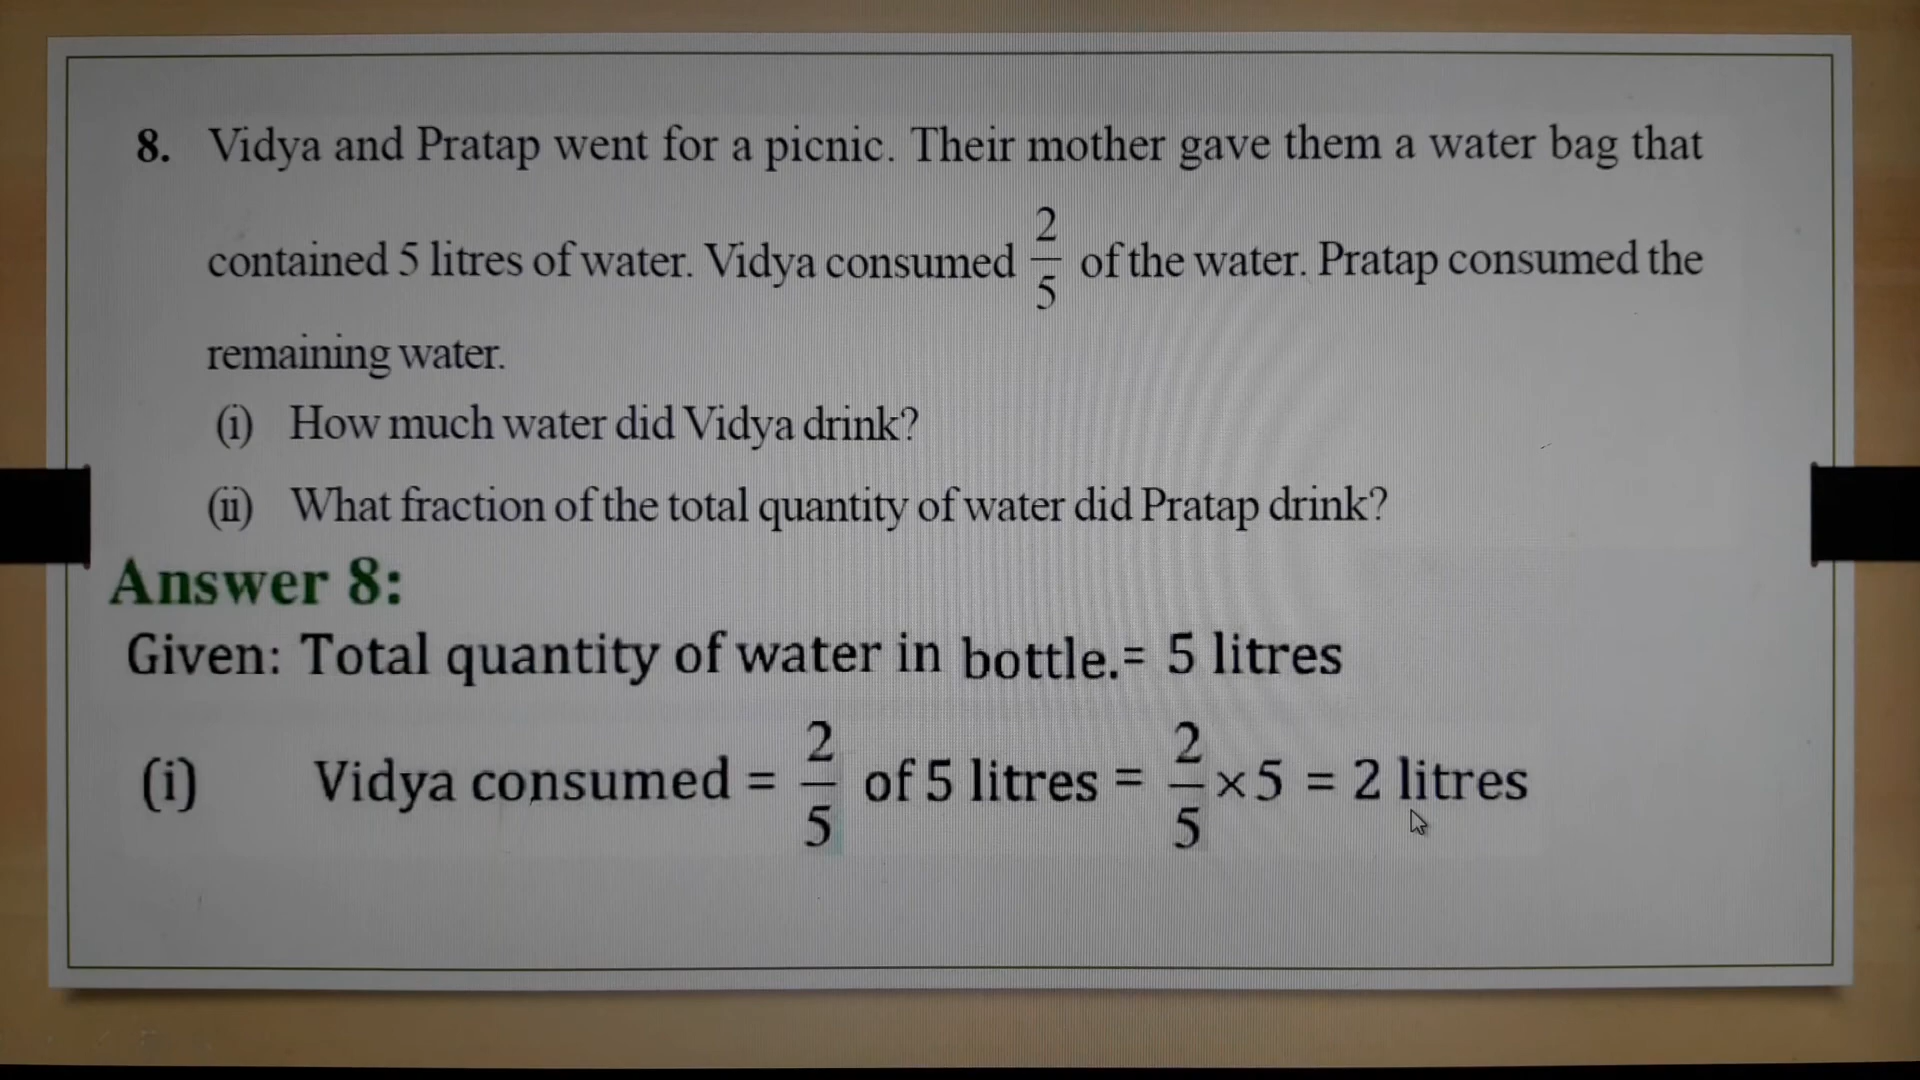 8. Vidya and Pratap went for a picnic. Their mother gave them a water bag that
contained 5 litres of water. Vidya consumed 2/5 of the water. Pratap consumed the
remaining water.
(i) How much water did Vidya drink?
(ii) What fraction of the total quantity of water did Pratap drink?
Answer 8:
Given: Total quantity of water in bottle.= 5 litres
(i) Vidya consumed = 2/5 of 5 litres = 2/5 × 5 = 2 litres